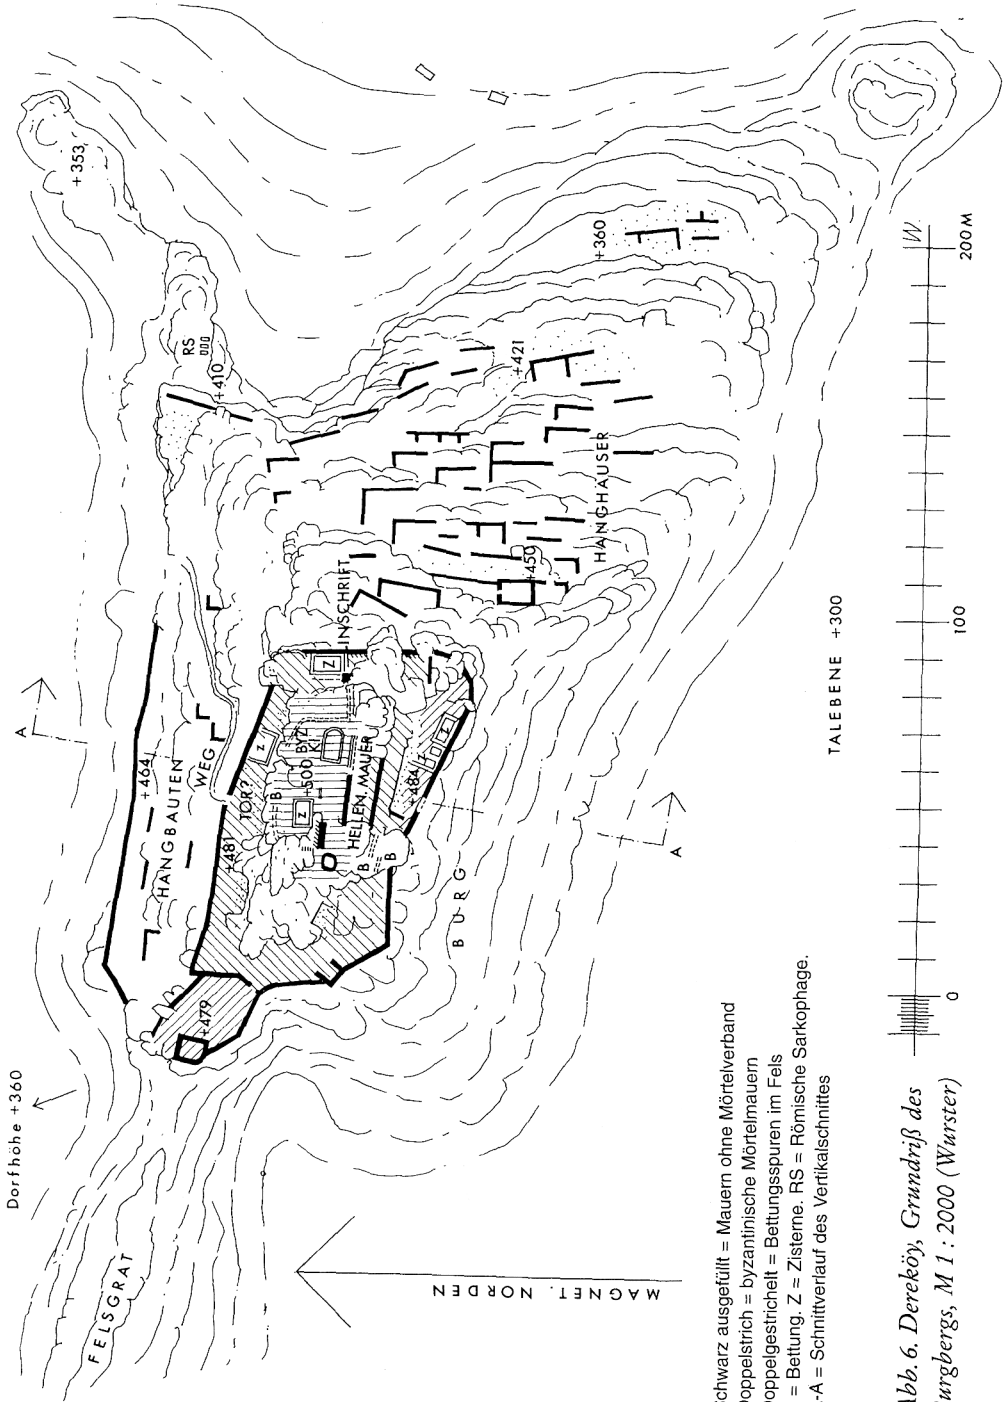 Dorfhöhe +360
FELSGRAT
+353
RS
+410
+464
HANGBAUTEN
WEG
TOR?
+481
+479
A
Z
Z
Z
Z
B
B
B
+500
BYZ.
KI.
HELLEN. MAUER
+484
INSCHRIFT
BURG
+450
HANGHÄUSER
+421
+360
A
TALEBENE +300
MAGNET. NORDEN
chwarz ausgefüllt = Mauern ohne Mörtelverband
oppelstrich = byzantinische Mörtelmauern
oppelgestrichelt = Bettungsspuren im Fels
= Bettung. Z = Zisterne. RS = Römische Sarkophage.
-A = Schnittverlauf des Vertikalschnittes
0
100
200 M
W
Abb. 6. Dereköy, Grundriß des
urgbergs, M 1 : 2000 (Wurster)